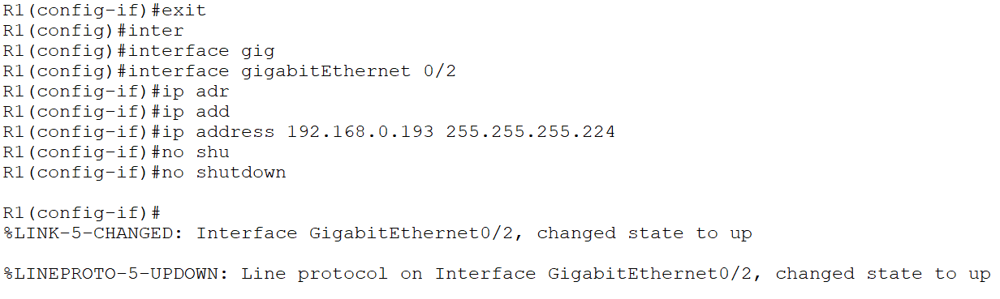 R1(config-if)#exit
R1(config)#inter
R1(config)#interface gig
R1(config)#interface gigabitEthernet 0/2
R1(config-if)#ip adr
R1(config-if)#ip add
R1(config-if)#ip address 192.168.0.193 255.255.255.224
R1(config-if)#no shu
R1(config-if)#no shutdown
R1(config-if)#
%LINK-5-CHANGED: Interface GigabitEthernet0/2, changed state to up
%LINEPROTO-5-UPDOWN: Line protocol on Interface GigabitEthernet0/2, changed state to up